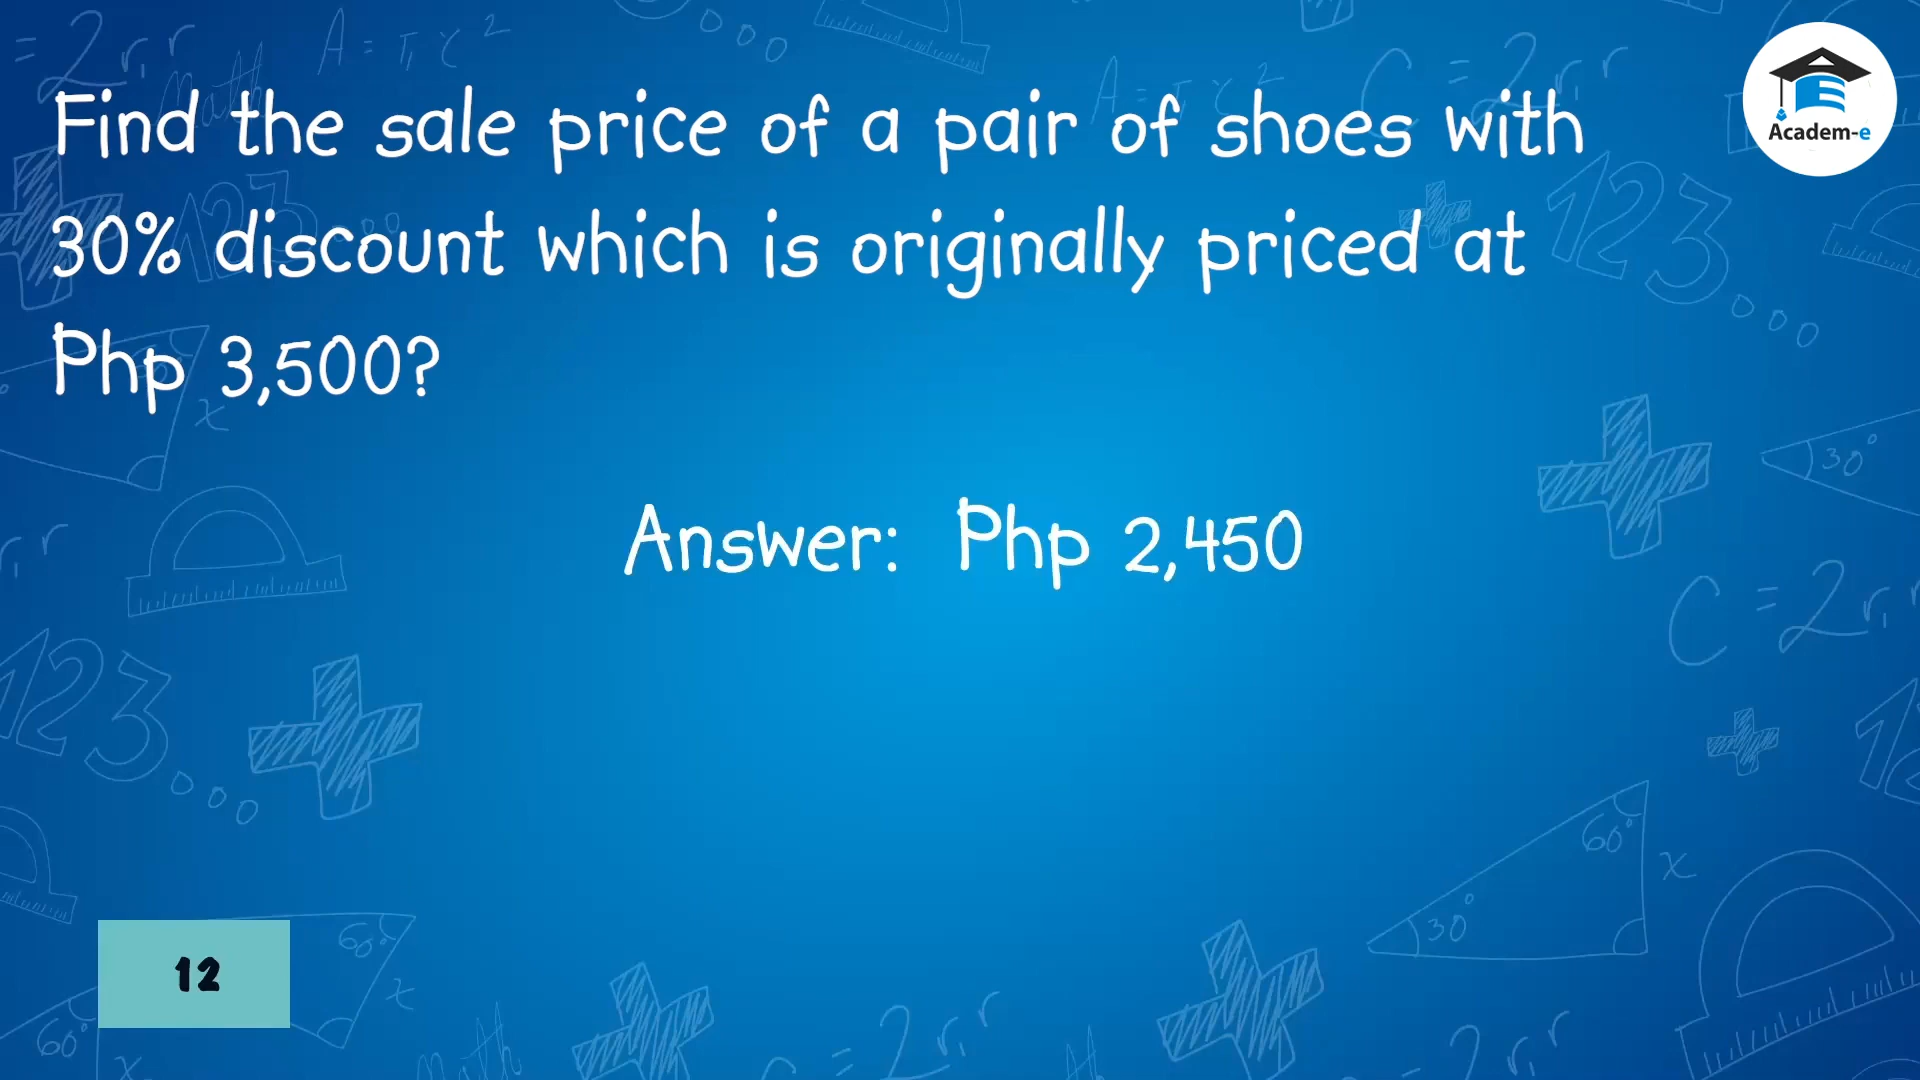 Find the sale price of a pair of shoes with
30% discount which is originally priced at
Php 3,500?
Answer: Php 2,450
12
Academ-e